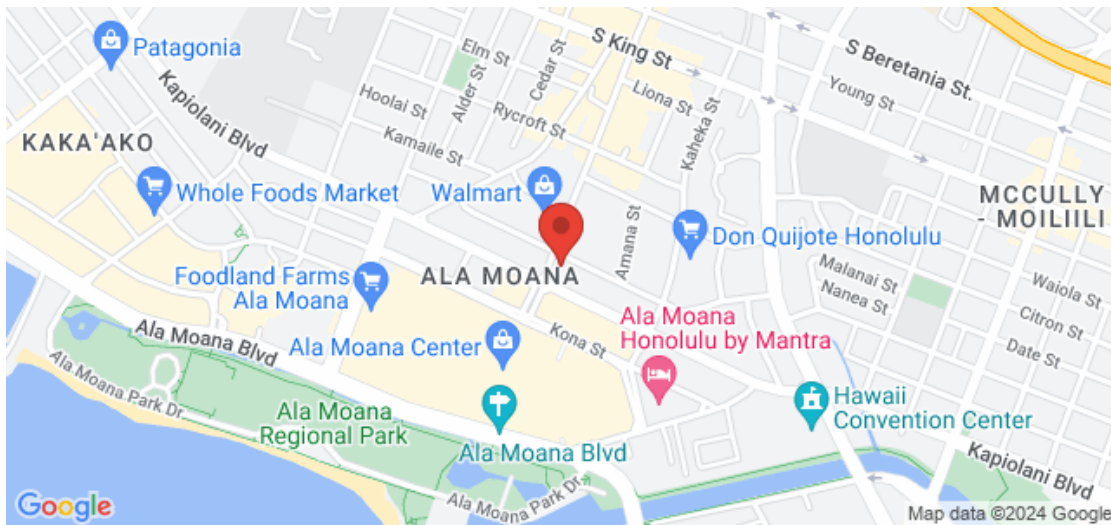 Patagonia
Elm St
Cedar St
S King St
S Beretania St.
Kapiolani Blvd
Hoolai St
Alder St
Liona St
Young St
Rycroft St
Kaheka St
KAKA'AKO
Kamaile St
Whole Foods Market
Walmart
MCCULLY
- MOILIILI
Amana St
Don Quijote Honolulu
Foodland Farms
Ala Moana
ALA MOANA
Malanai St
Nanea St
Waiola St
Citron St
Date St
Ala Moana
Honolulu by Mantra
Ala Moana Blvd
Ala Moana Center
Kona St
Ala Moana Park Dr
Ala Moana
Regional Park
Hawaii
Convention Center
Ala Moana Blvd
Kapiolani Blvd
Ala Moana Park Dr
Google
Map data ©2024 Google